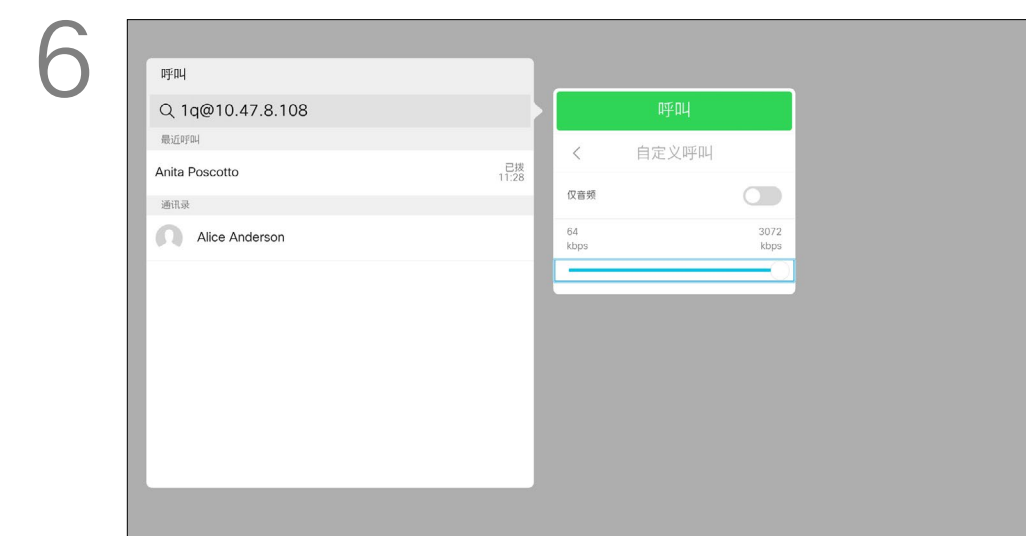 6
呼叫
1q@10.47.8.108
最近呼叫
Anita Poscotto
已拨
11:28
通讯录
Alice Anderson
呼叫
自定义呼叫
仅音频
64
kbps
3072
kbps